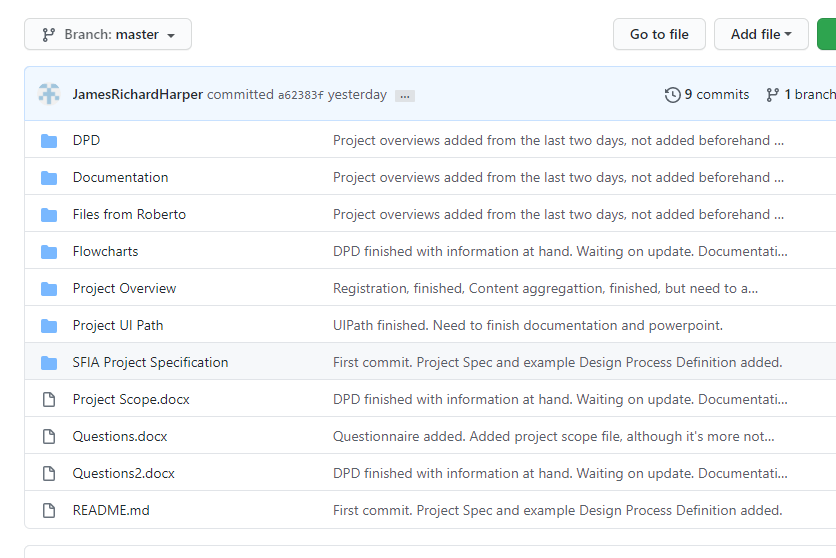 Branch: master Go to file Add file
JamesRichardHarper committed a62383f yesterday ... 9 commits 1 branch
DPD Project overviews added from the last two days, not added beforehand ...
Documentation Project overviews added from the last two days, not added beforehand ...
Files from Roberto Project overviews added from the last two days, not added beforehand ...
Flowcharts DPD finished with information at hand. Waiting on update. Documentati...
Project Overview Registration, finished, Content aggregattion, finished, but need to a...
Project UI Path UIPath finished. Need to finish documentation and powerpoint.
SFIA Project Specification First commit. Project Spec and example Design Process Definition added.
Project Scope.docx DPD finished with information at hand. Waiting on update. Documentati...
Questions.docx Questionnaire added. Added project scope file, although it's more not...
Questions2.docx DPD finished with information at hand. Waiting on update. Documentati...
README.md First commit. Project Spec and example Design Process Definition added.